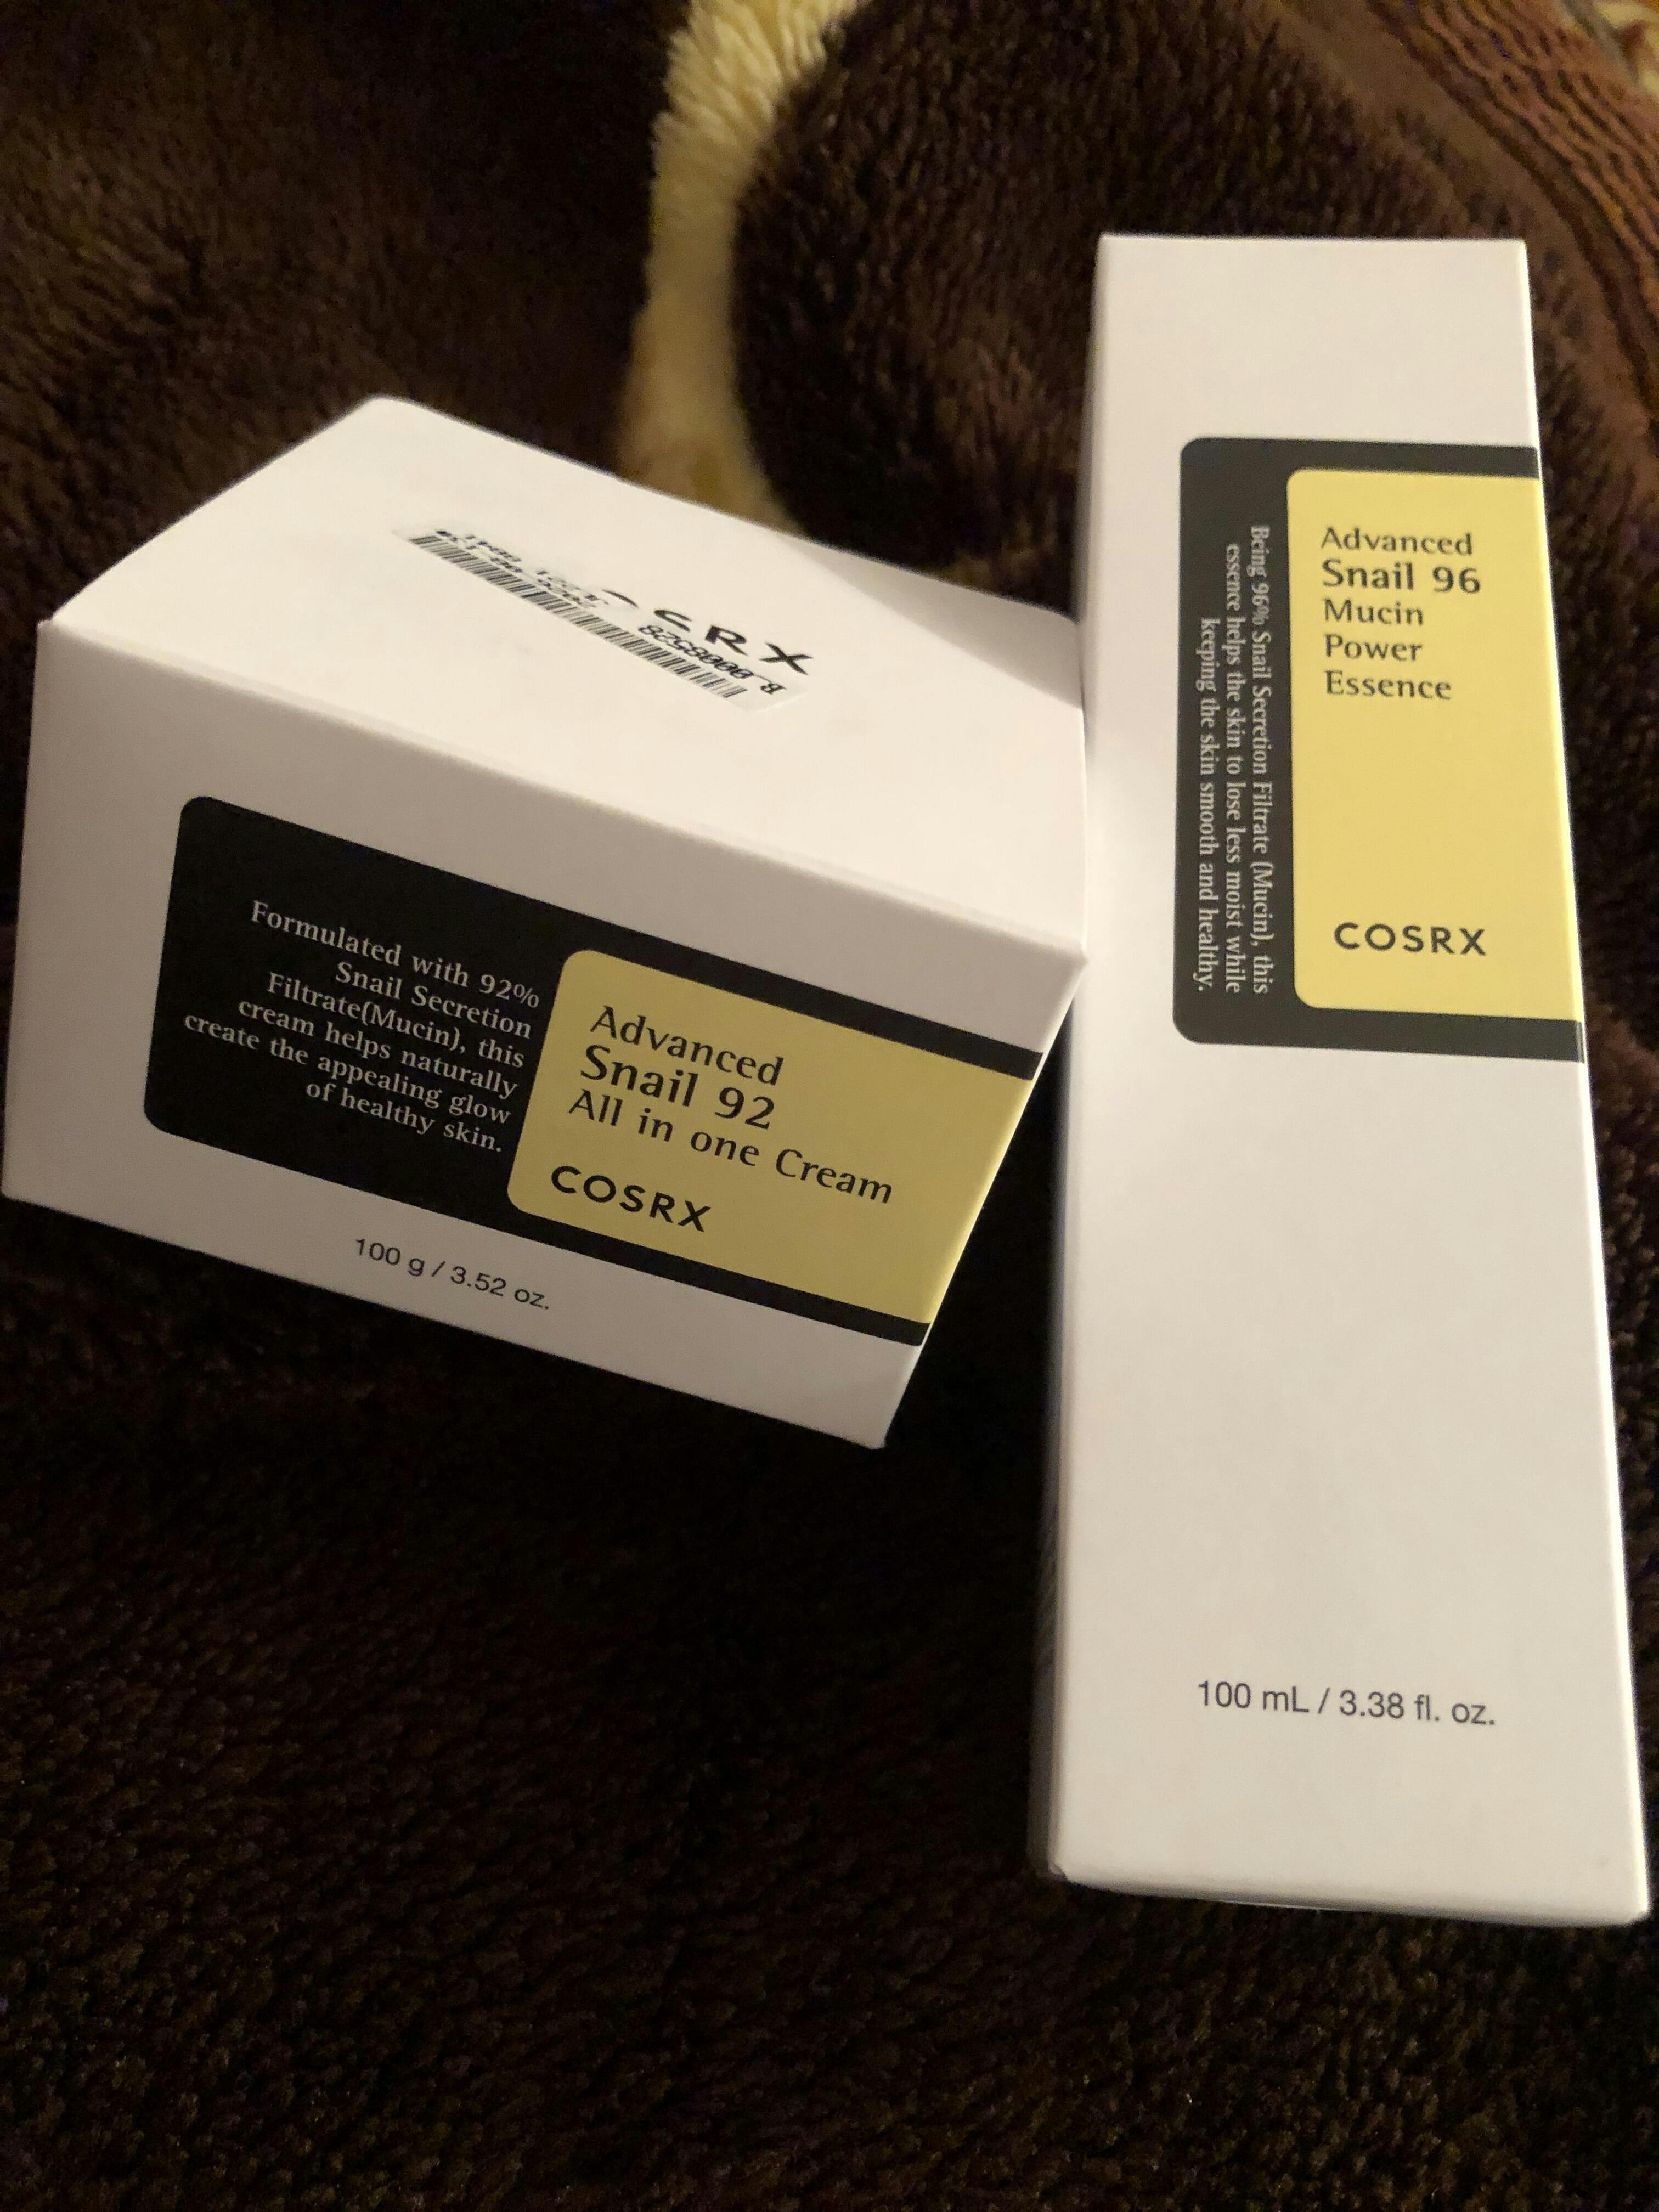 CRX
B_0008528
Formulated with 92%
Snail Secretion
Filtrate(Mucin), this
cream helps naturally
create the appealing glow
of healthy skin.
Advanced
Snail 92
All in one Cream
COSRX
100 g / 3.52 oz.
Being 96% Snail Secretion Filtrate (Mucin), this
essence helps the skin to lose less moist while
keeping the skin smooth and healthy.
Advanced
Snail 96
Mucin
Power
Essence
COSRX
100 mL / 3.38 fl. oz.